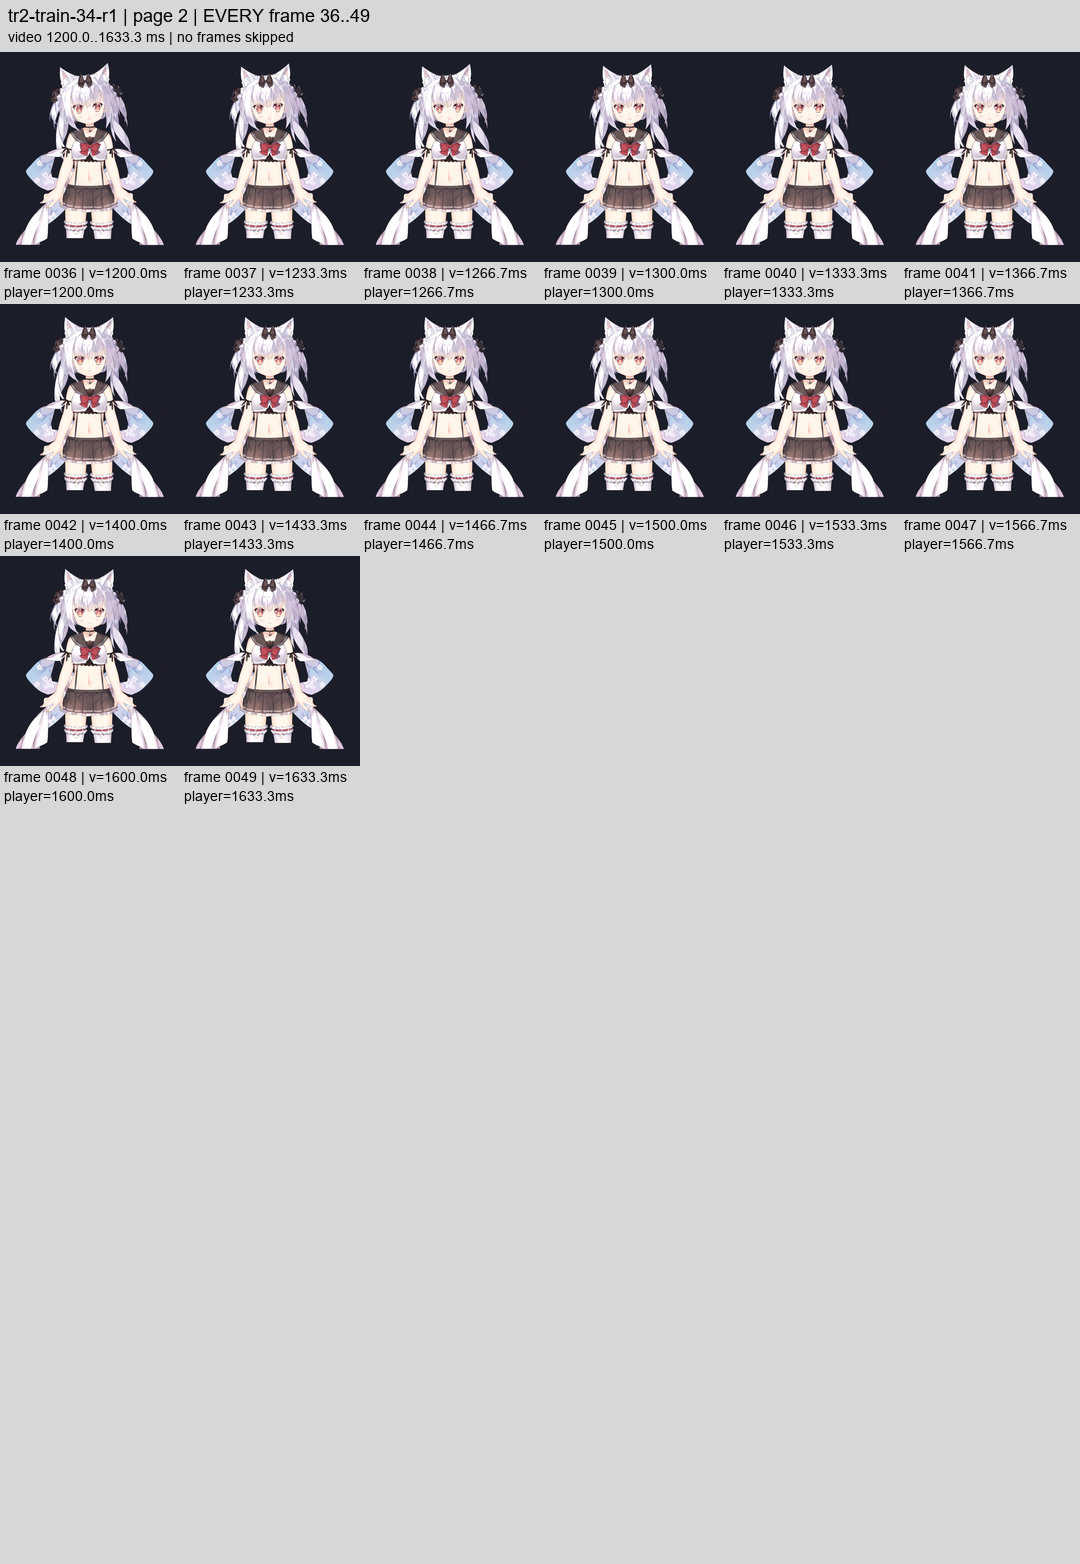 tr2-train-34-r1 | page 2 | EVERY frame 36..49
video 1200.0..1633.3 ms | no frames skipped
frame 0036 | v=1200.0ms
player=1200.0ms
frame 0037 | v=1233.3ms
player=1233.3ms
frame 0038 | v=1266.7ms
player=1266.7ms
frame 0039 | v=1300.0ms
player=1300.0ms
frame 0040 | v=1333.3ms
player=1333.3ms
frame 0041 | v=1366.7ms
player=1366.7ms
frame 0042 | v=1400.0ms
player=1400.0ms
frame 0043 | v=1433.3ms
player=1433.3ms
frame 0044 | v=1466.7ms
player=1466.7ms
frame 0045 | v=1500.0ms
player=1500.0ms
frame 0046 | v=1533.3ms
player=1533.3ms
frame 0047 | v=1566.7ms
player=1566.7ms
frame 0048 | v=1600.0ms
player=1600.0ms
frame 0049 | v=1633.3ms
player=1633.3ms